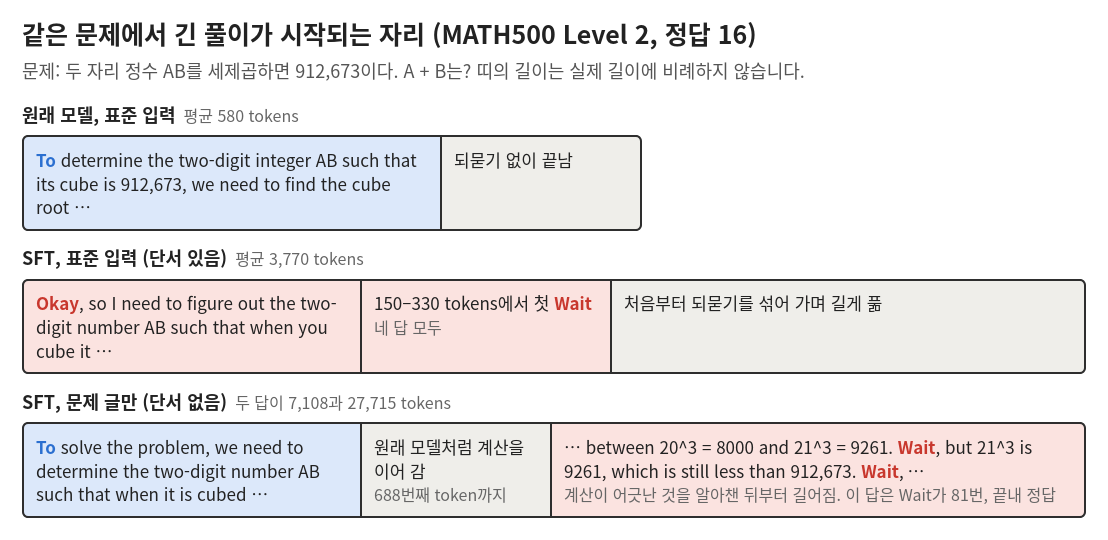 같은 문제에서 긴 풀이가 시작되는 자리 (MATH500 Level 2, 정답 16)
문제: 두 자리 정수 AB를 세제곱하면 912,673이다. A + B는? 띠의 길이는 실제 길이에 비례하지 않습니다.
원래 모델, 표준 입력 평균 580 tokens
To determine the two-digit integer AB such that
its cube is 912,673, we need to find the cube
root ⋯
되묻기 없이 끝남
SFT, 표준 입력 (단서 있음) 평균 3,770 tokens
Okay, so I need to figure out the two-
digit number AB such that when you
cube it ⋯
150–330 tokens에서 첫 Wait
네 답 모두
처음부터 되묻기를 섞어 가며 길게 풂
SFT, 문제 글만 (단서 없음) 두 답이 7,108과 27,715 tokens
To solve the problem, we need to
determine the two-digit number AB
such that when it is cubed ⋯
원래 모델처럼 계산을
이어 감
688번째 token까지
⋯ between 20^3 = 8000 and 21^3 = 9261. Wait, but 21^3 is
9261, which is still less than 912,673. Wait, ⋯
계산이 어긋난 것을 알아챈 뒤부터 길어짐. 이 답은 Wait가 81번, 끝내 정답